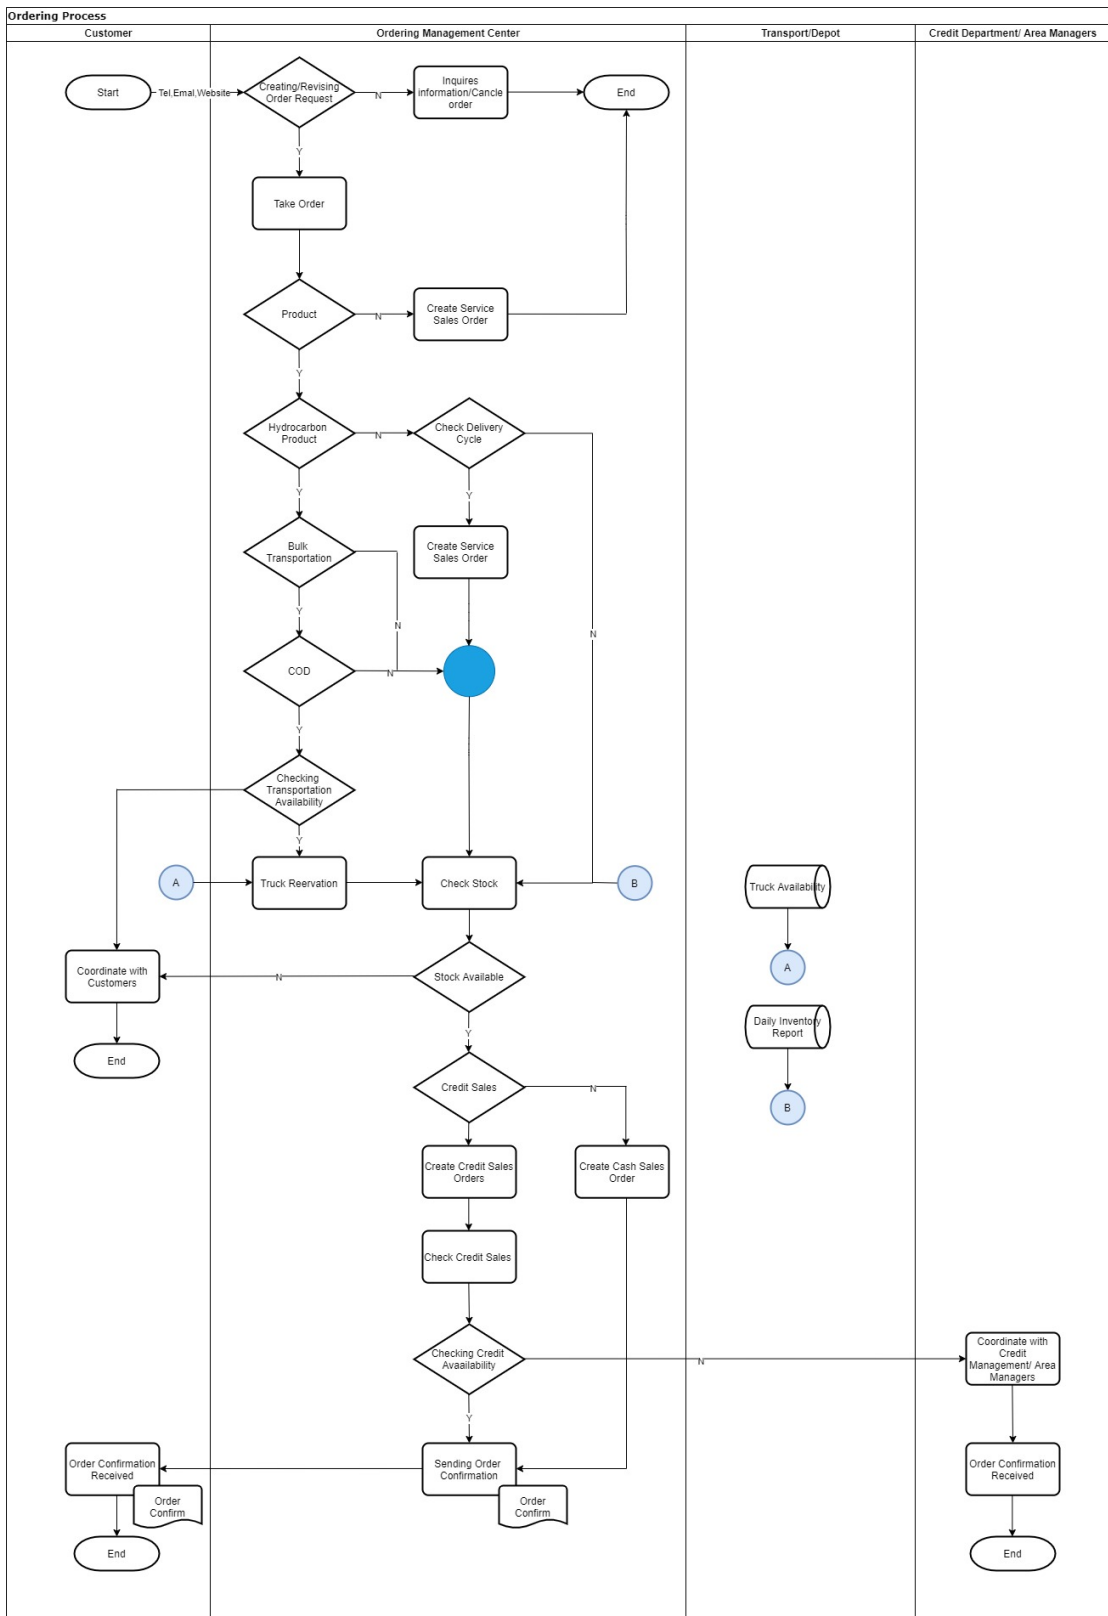 Ordering Process
Customer
Ordering Management Center
Transport/Depot
Credit Department/ Area Managers
Start
Tel,Emal,Website
Creating/Revising
Order Request
N
Inquires
information/Cancle
order
End
Y
Take Order
Product
N
Create Service
Sales Order
Y
Hydrocarbon
Product
N
Check Delivery
Cycle
Y
Y
Bulk
Transportation
Create Service
Sales Order
Y
N
N
COD
N
Y
Checking
Transportation
Availability
Y
A
Truck Reervation
Check Stock
B
Truck Availability
A
Coordinate with
Customers
N
Stock Available
Daily Inventory
Report
Y
End
Credit Sales
N
B
Create Credit Sales
Orders
Create Cash Sales
Order
Check Credit Sales
Checking Credit
Avaailability
N
Coordinate with
Credit
Management/ Area
Managers
Y
Order Confirmation
Received
Sending Order
Confirmation
Order Confirmation
Received
Order
Confirm
Order
Confirm
End
End